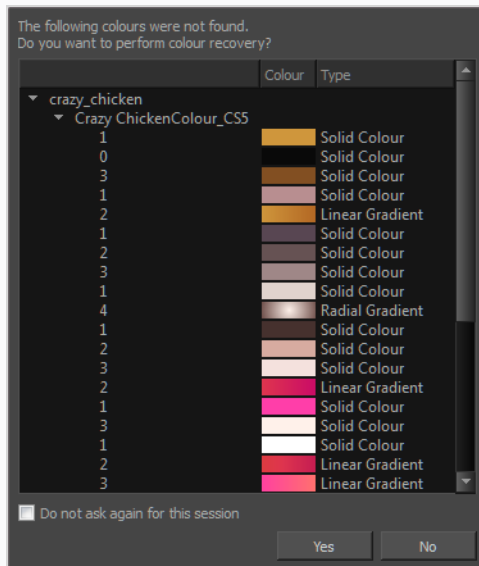 The following colours were not found.
Do you want to perform colour recovery?
Colour Type
crazy_chicken
Crazy ChickenColour_CS5
1 Solid Colour
0 Solid Colour
3 Solid Colour
1 Solid Colour
2 Linear Gradient
1 Solid Colour
2 Solid Colour
3 Solid Colour
1 Solid Colour
4 Radial Gradient
1 Solid Colour
2 Solid Colour
3 Solid Colour
2 Linear Gradient
1 Solid Colour
3 Solid Colour
1 Solid Colour
2 Linear Gradient
3 Linear Gradient
Do not ask again for this session
Yes No